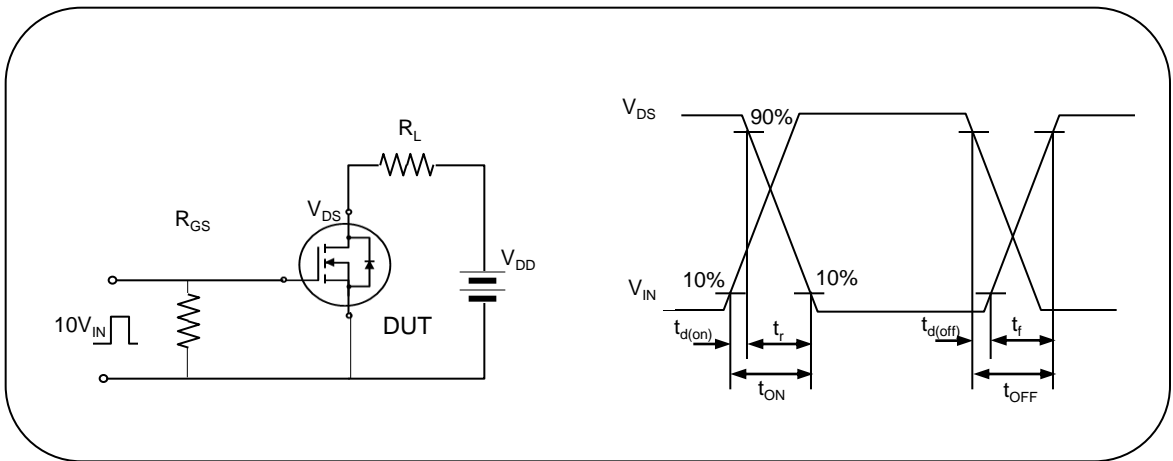 R_L
R_GS
V_DS
V_DD
10V_IN
DUT
V_DS
90%
10%
10%
V_IN
t_d(on)
t_r
t_d(off)
t_f
t_ON
t_OFF